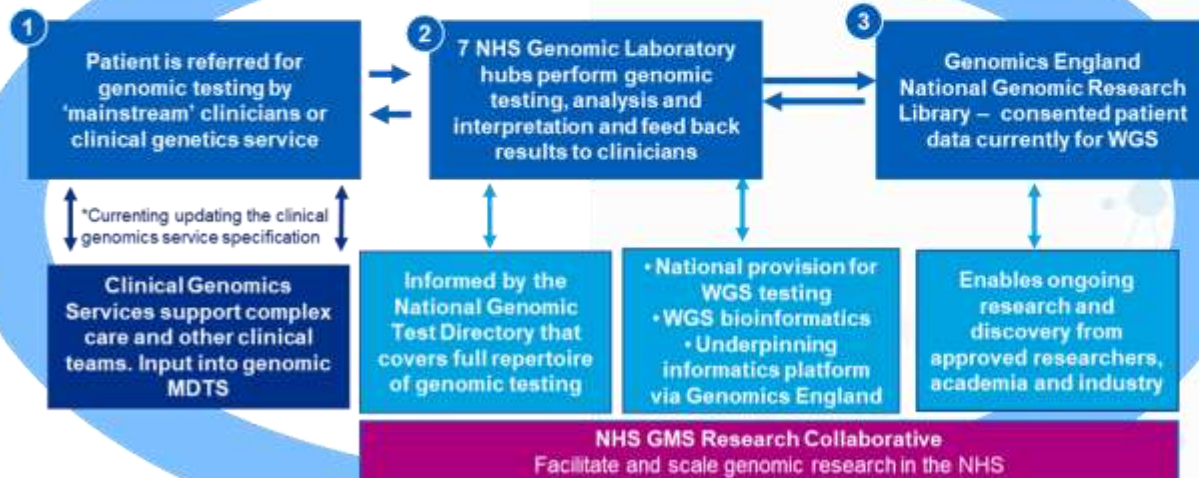 1
Patient is referred for
genomic testing by
‘mainstream’ clinicians or
clinical genetics service
2
7 NHS Genomic Laboratory
hubs perform genomic
testing, analysis and
interpretation and feed back
results to clinicians
3
Genomics England
National Genomic Research
Library – consented patient
data currently for WGS
*Currenting updating the clinical
genomics service specification
Clinical Genomics
Services support complex
care and other clinical
teams. Input into genomic
MDTS
Informed by the
National Genomic
Test Directory that
covers full repertoire
of genomic testing
• National provision for
WGS testing
• WGS bioinformatics
• Underpinning
informatics platform
via Genomics England
Enables ongoing
research and
discovery from
approved researchers,
academia and industry
NHS GMS Research Collaborative
Facilitate and scale genomic research in the NHS